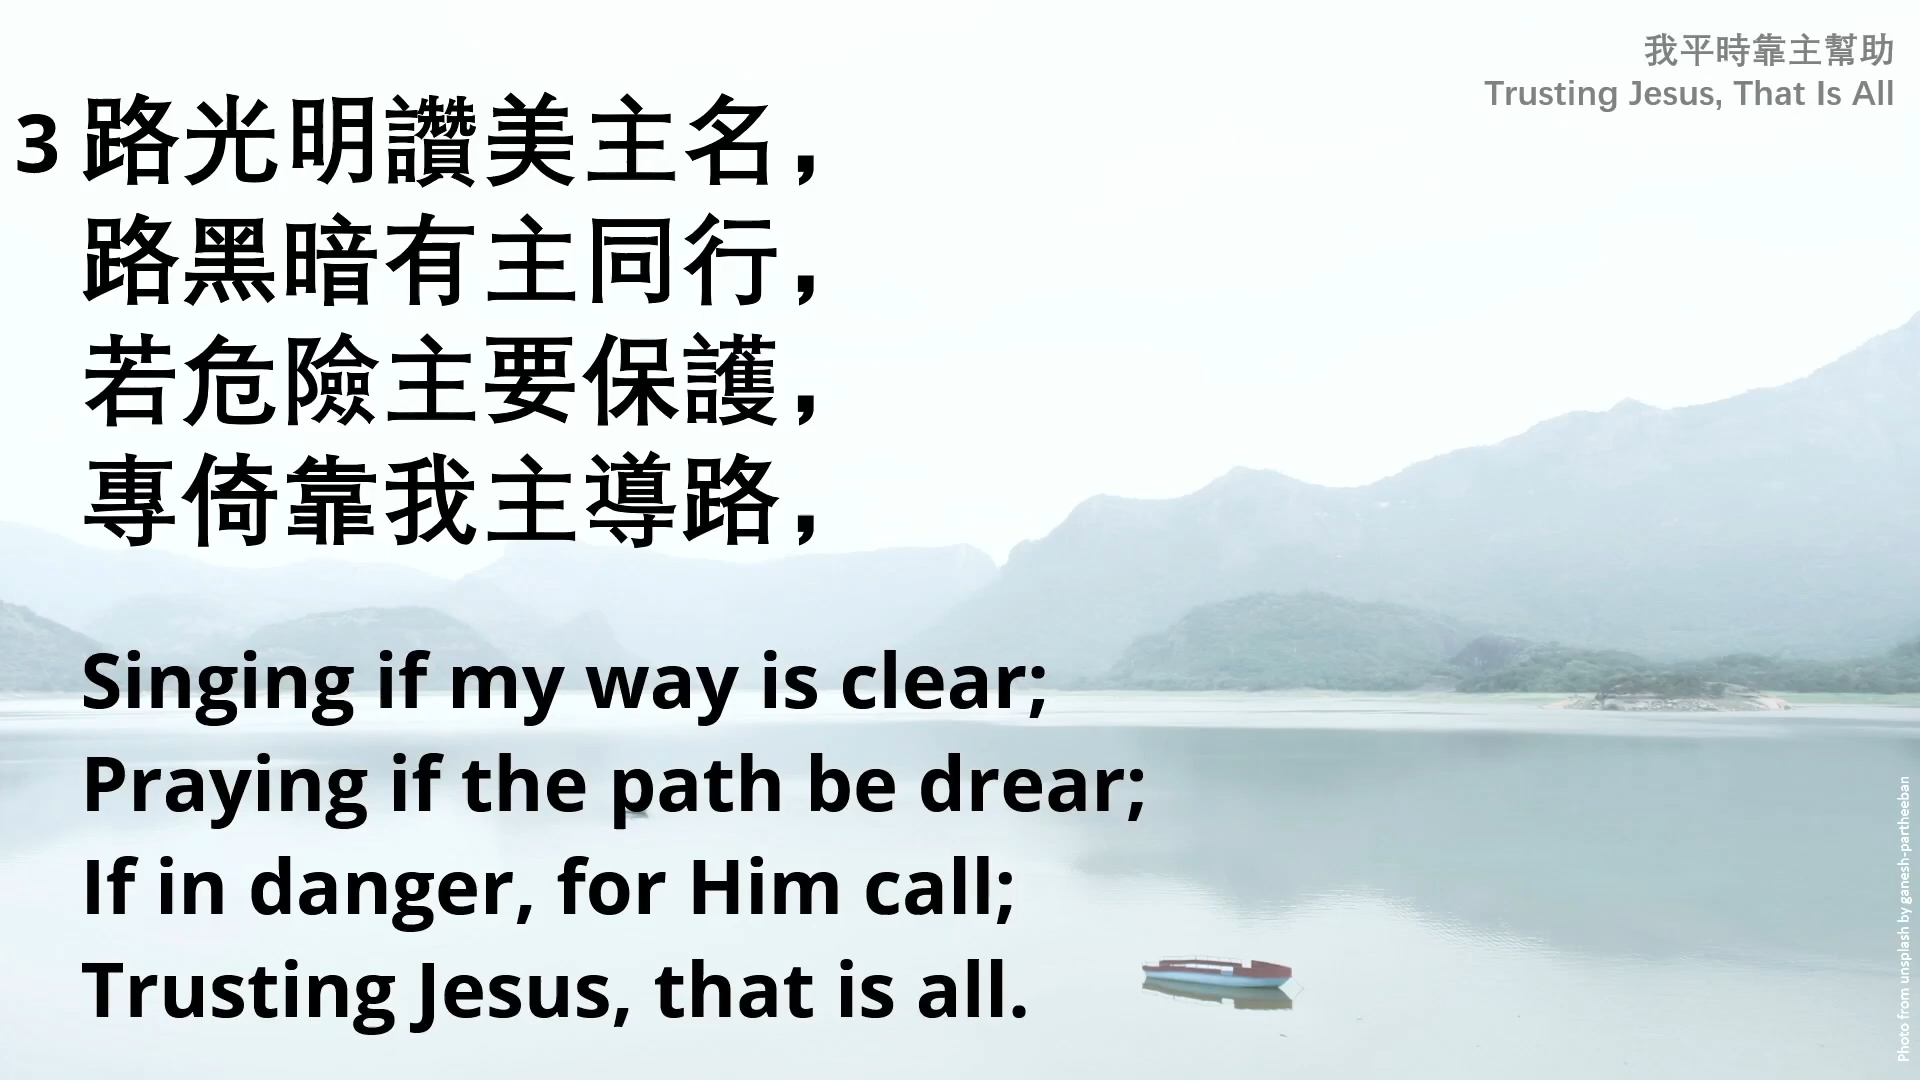 我平時靠主幫助
Trusting Jesus, That Is All
3 路光明讚美主名，
路黑暗有主同行，
若危險主要保護，
專倚靠我主導路，
Singing if my way is clear;
Praying if the path be drear;
If in danger, for Him call;
Trusting Jesus, that is all.
Photo from unsplash by ganesh-partheeban